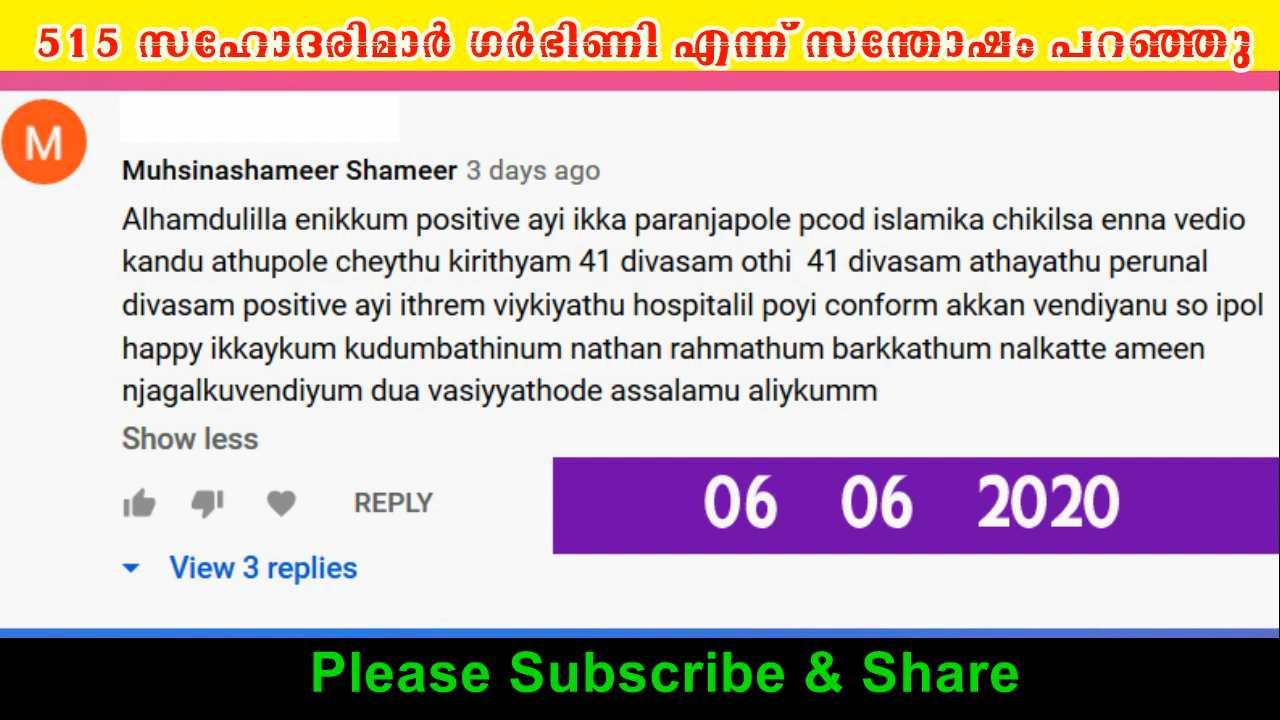 515 സഹോദരിമാർ ഗർഭിണി എന്ന് സന്തോഷം പറഞ്ഞു
M
Muhsinashameer Shameer 3 days ago
Alhamdulilla enikkum positive ayi ikka paranjapole pcod islamika chikilsa enna vedio
kandu athupole cheythu kirithyam 41 divasam othi 41 divasam athayathu perunal
divasam positive ayi ithrem viykiyathu hospitalil poyi conform akkan vendiyanu so ipol
happy ikkaykum kudumbathinum nathan rahmathum barkkathum nalkatte ameen
njagalkuvendiyum dua vasiyyathode assalamu aliykumm
Show less
REPLY
06 06 2020
View 3 replies
Please Subscribe & Share